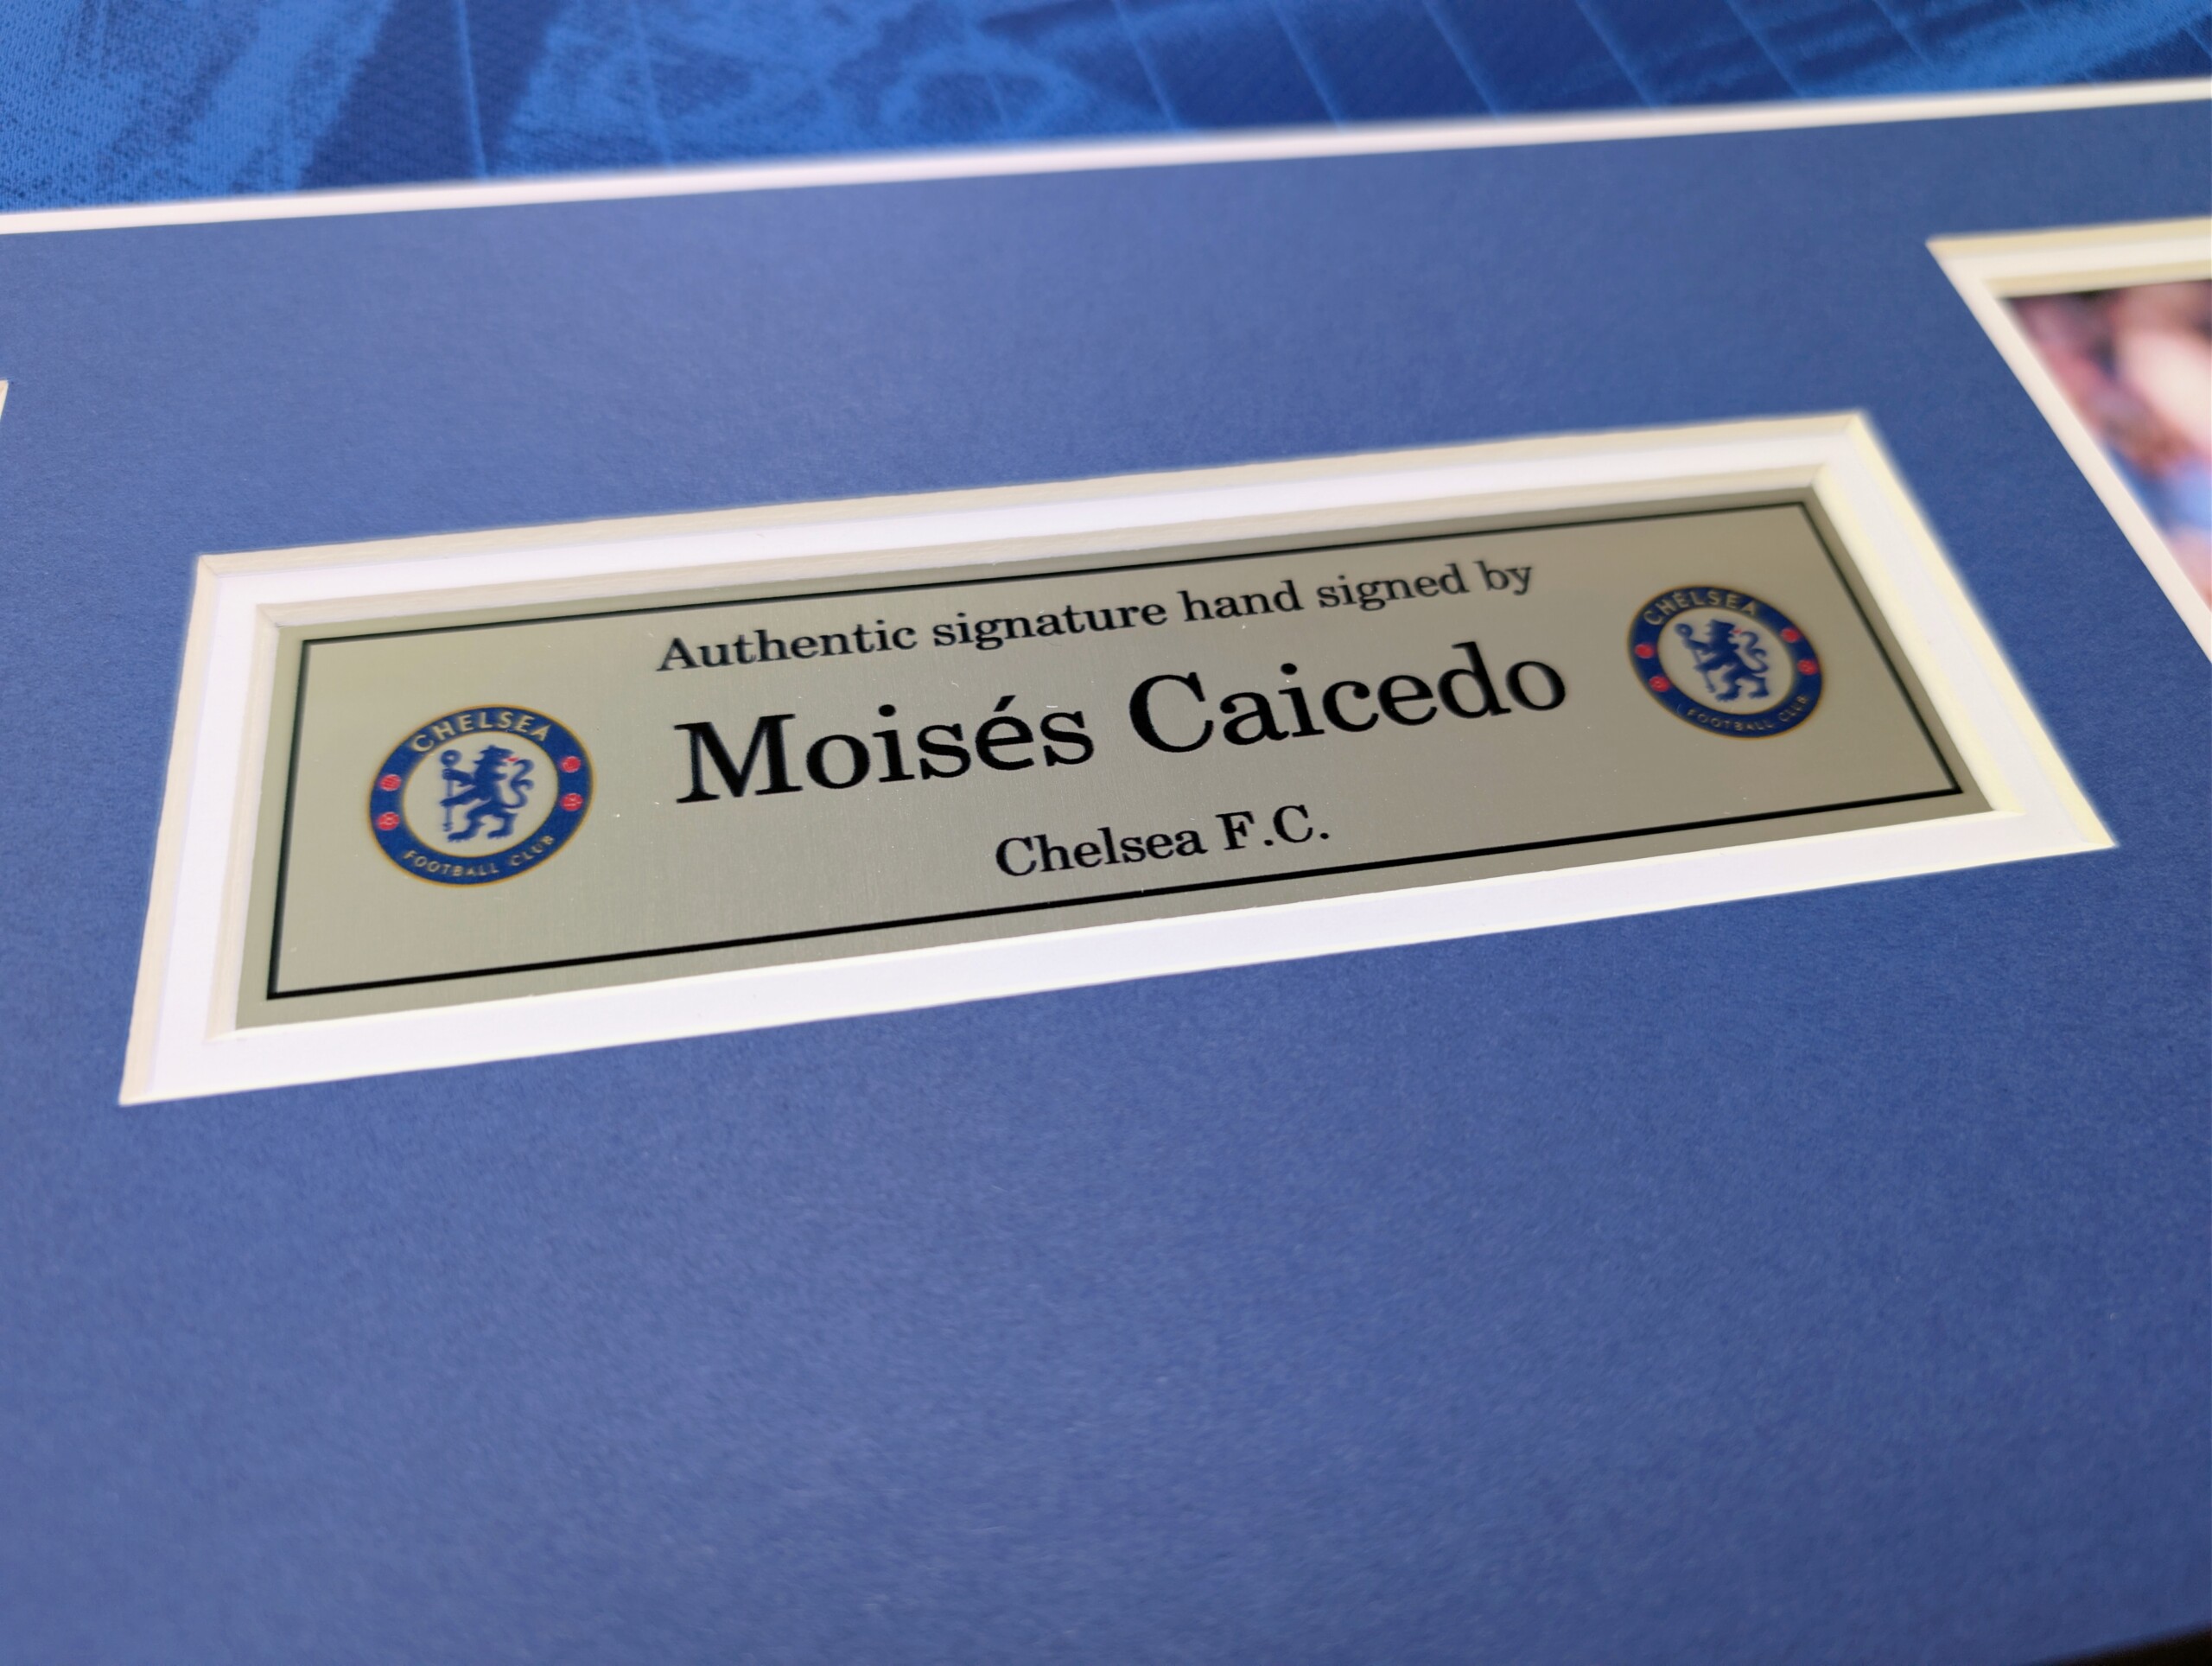 Authentic signature hand signed by
Moisés Caicedo
Chelsea F.C.
CHELSEA
FOOTBALL CLUB
CHELSEA
FOOTBALL CLUB